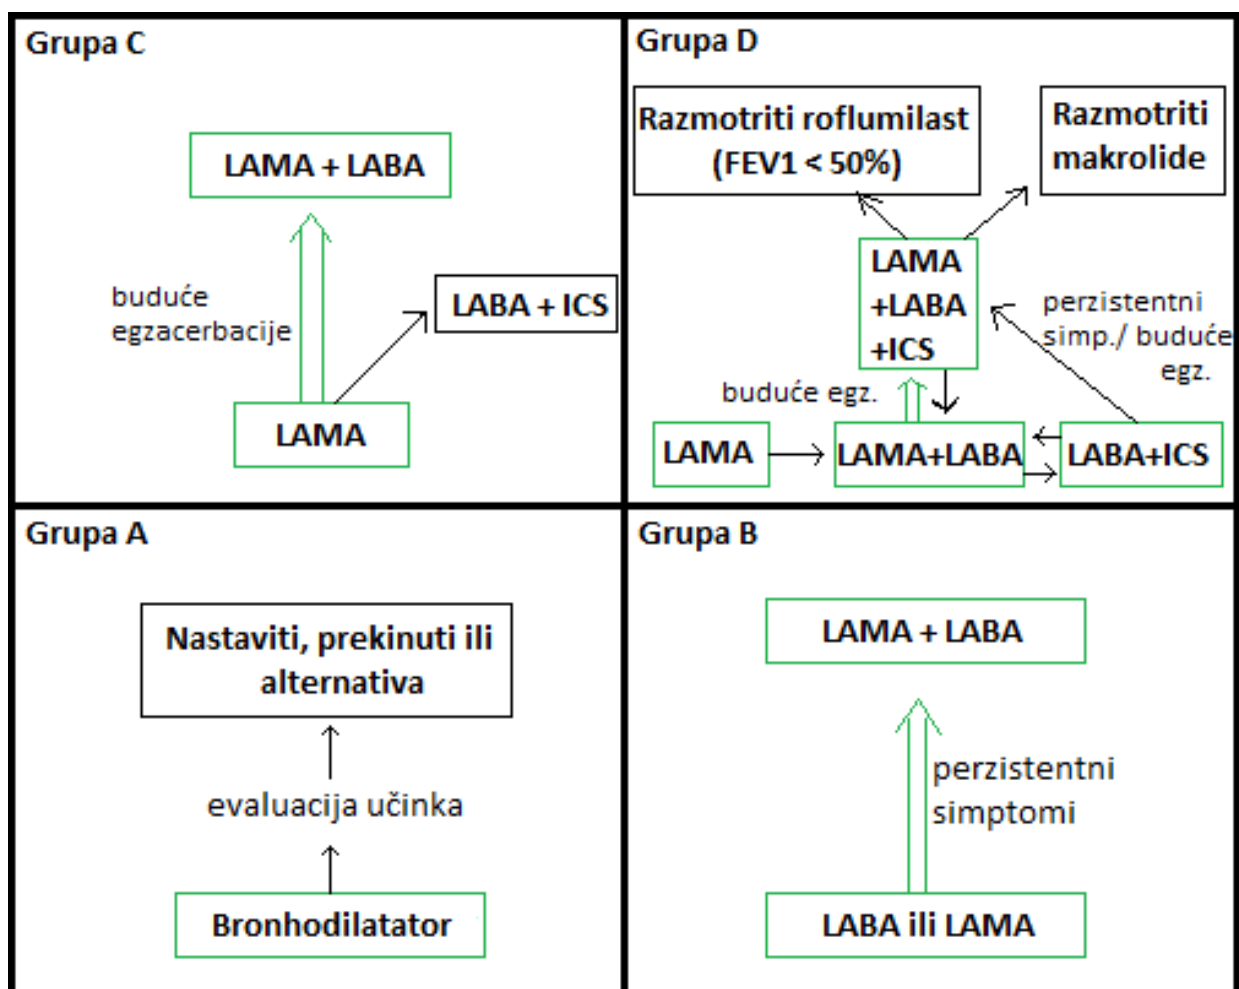 Grupa C
LAMA + LABA
buduće
egzacerbacije
LABA + ICS
LAMA
Grupa D
Razmotriti roflumilast
(FEV1 < 50%)
Razmotriti
makrolide
LAMA
+LABA
+ICS
perzistentni
simp./ buduće
egz.
buduće egz.
LAMA
LAMA+LABA
LABA+ICS
Grupa A
Nastaviti, prekinuti ili
alternativa
evaluacija učinka
Bronhodilatator
Grupa B
LAMA + LABA
perzistentni
simptomi
LABA ili LAMA